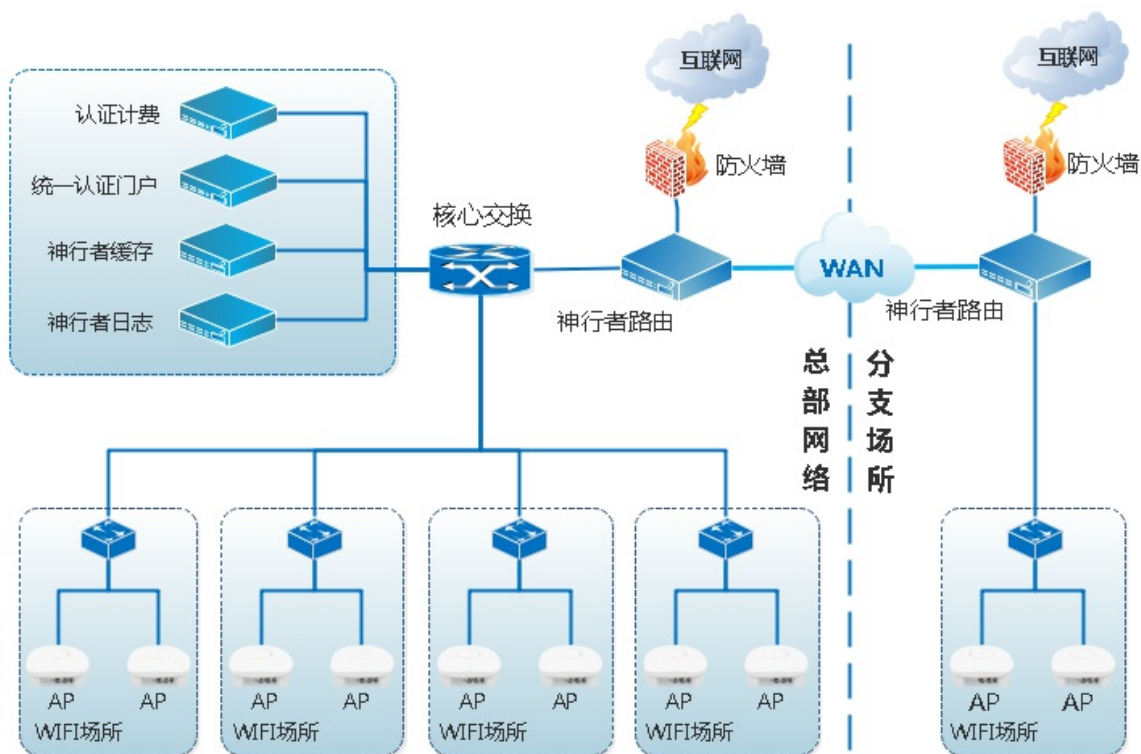 互联网
互联网
认证计费
防火墙
防火墙
统一认证门户
核心交换
神行者缓存
WAN
神行者日志
神行者路由
神行者路由
总部网络
分支场所
AP
AP
AP
AP
AP
AP
AP
AP
AP
AP
WIFI场所
WIFI场所
WIFI场所
WIFI场所
WIFI场所